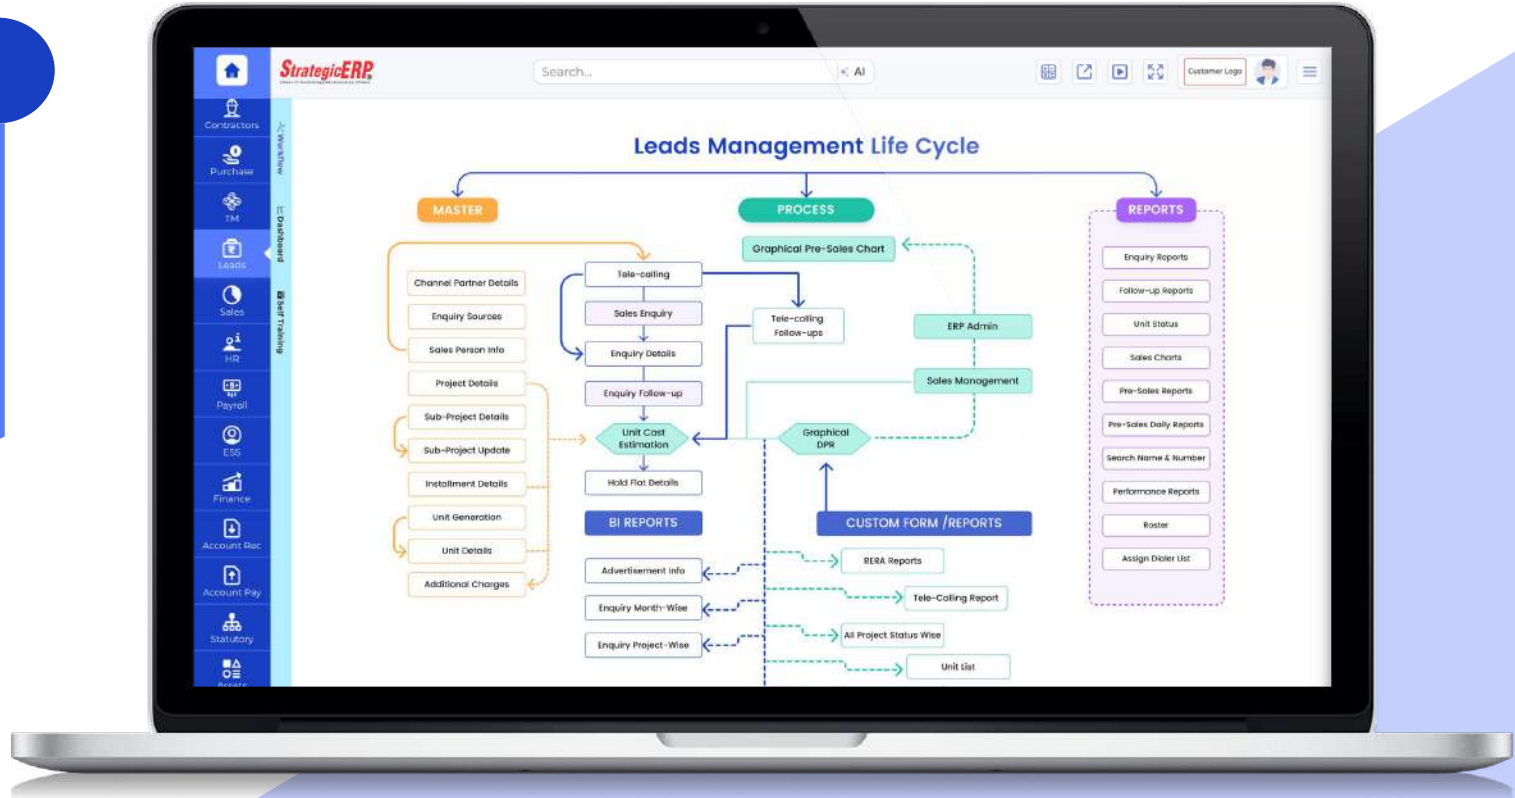 StrategicERP
Search...
AI
Customer Logo
Contractors
Purchase
TM
Leads
Sales
HR
Payroll
ESS
Finance
Account Rec
Account Pay
Statutory
Assets
Workflow
Dashboard
Self Training
Leads Management Life Cycle
MASTER
Channel Partner Details
Enquiry Sources
Sales Person Info
Project Details
Sub-Project Details
Sub-Project Update
Installment Details
Unit Generation
Unit Details
Additional Charges
PROCESS
Graphical Pre-Sales Chart
Tele-calling
Sales Enquiry
Enquiry Details
Enquiry Follow-up
Unit Cost
Estimation
Hold Flat Details
Tele-calling
Follow-ups
ERP Admin
Sales Management
Graphical
DPR
BI REPORTS
Advertisement Info
Enquiry Month-Wise
Enquiry Project-Wise
CUSTOM FORM /REPORTS
RERA Reports
Tele-Calling Report
All Project Status Wise
Unit List
REPORTS
Enquiry Reports
Follow-up Reports
Unit Status
Sales Charts
Pre-Sales Reports
Pre-Sales Daily Reports
Search Name & Number
Performance Reports
Roster
Assign Dialer List